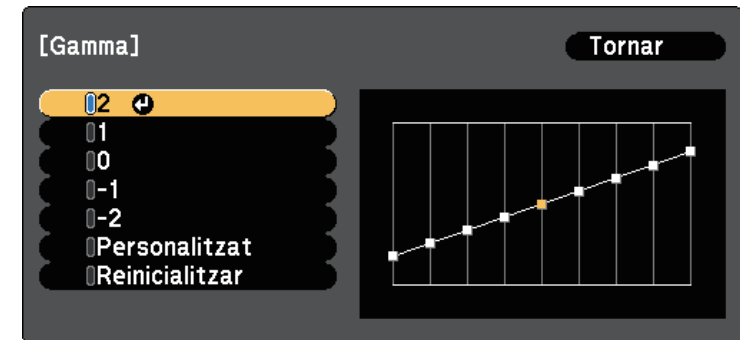 [Gamma]
Tornar
2
1
0
-1
-2
Personalitzat
Reinicialitzar